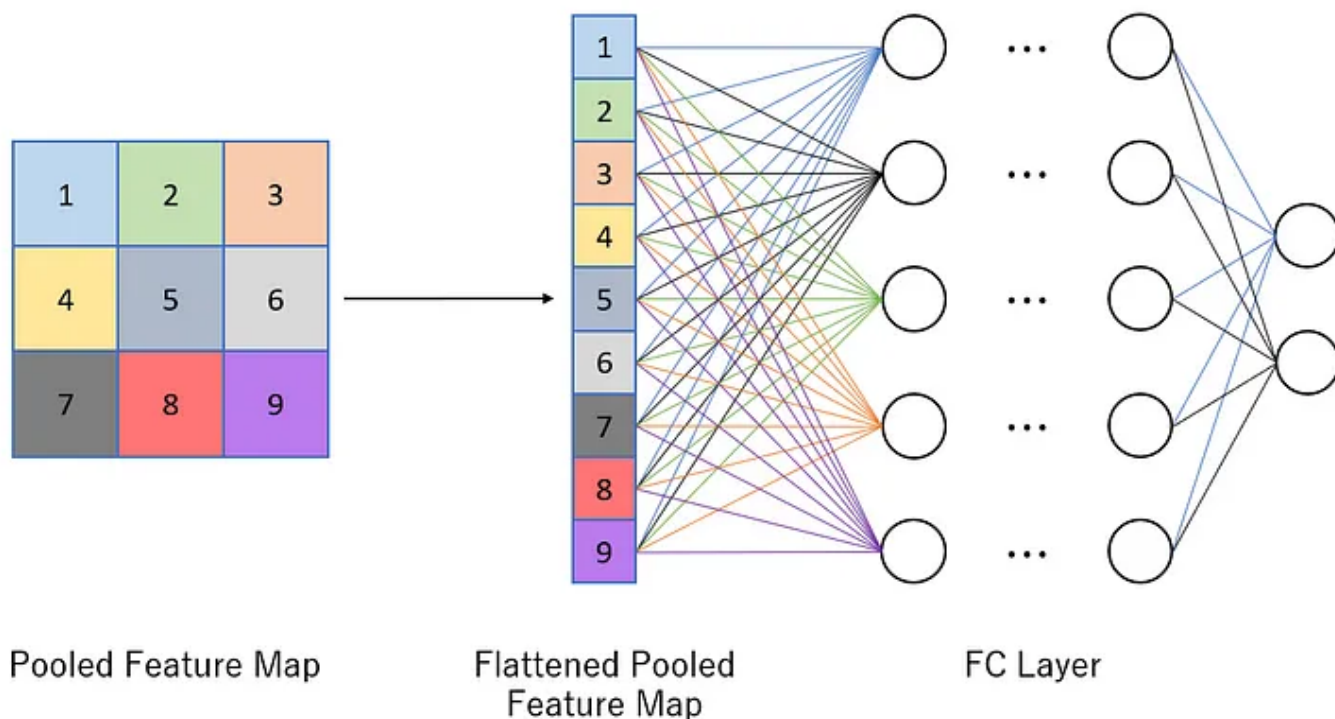 1 2 3
4 5 6
7 8 9
1
2
3
4
5
6
7
8
9
...
...
...
...
...
Pooled Feature Map
Flattened Pooled
Feature Map
FC Layer